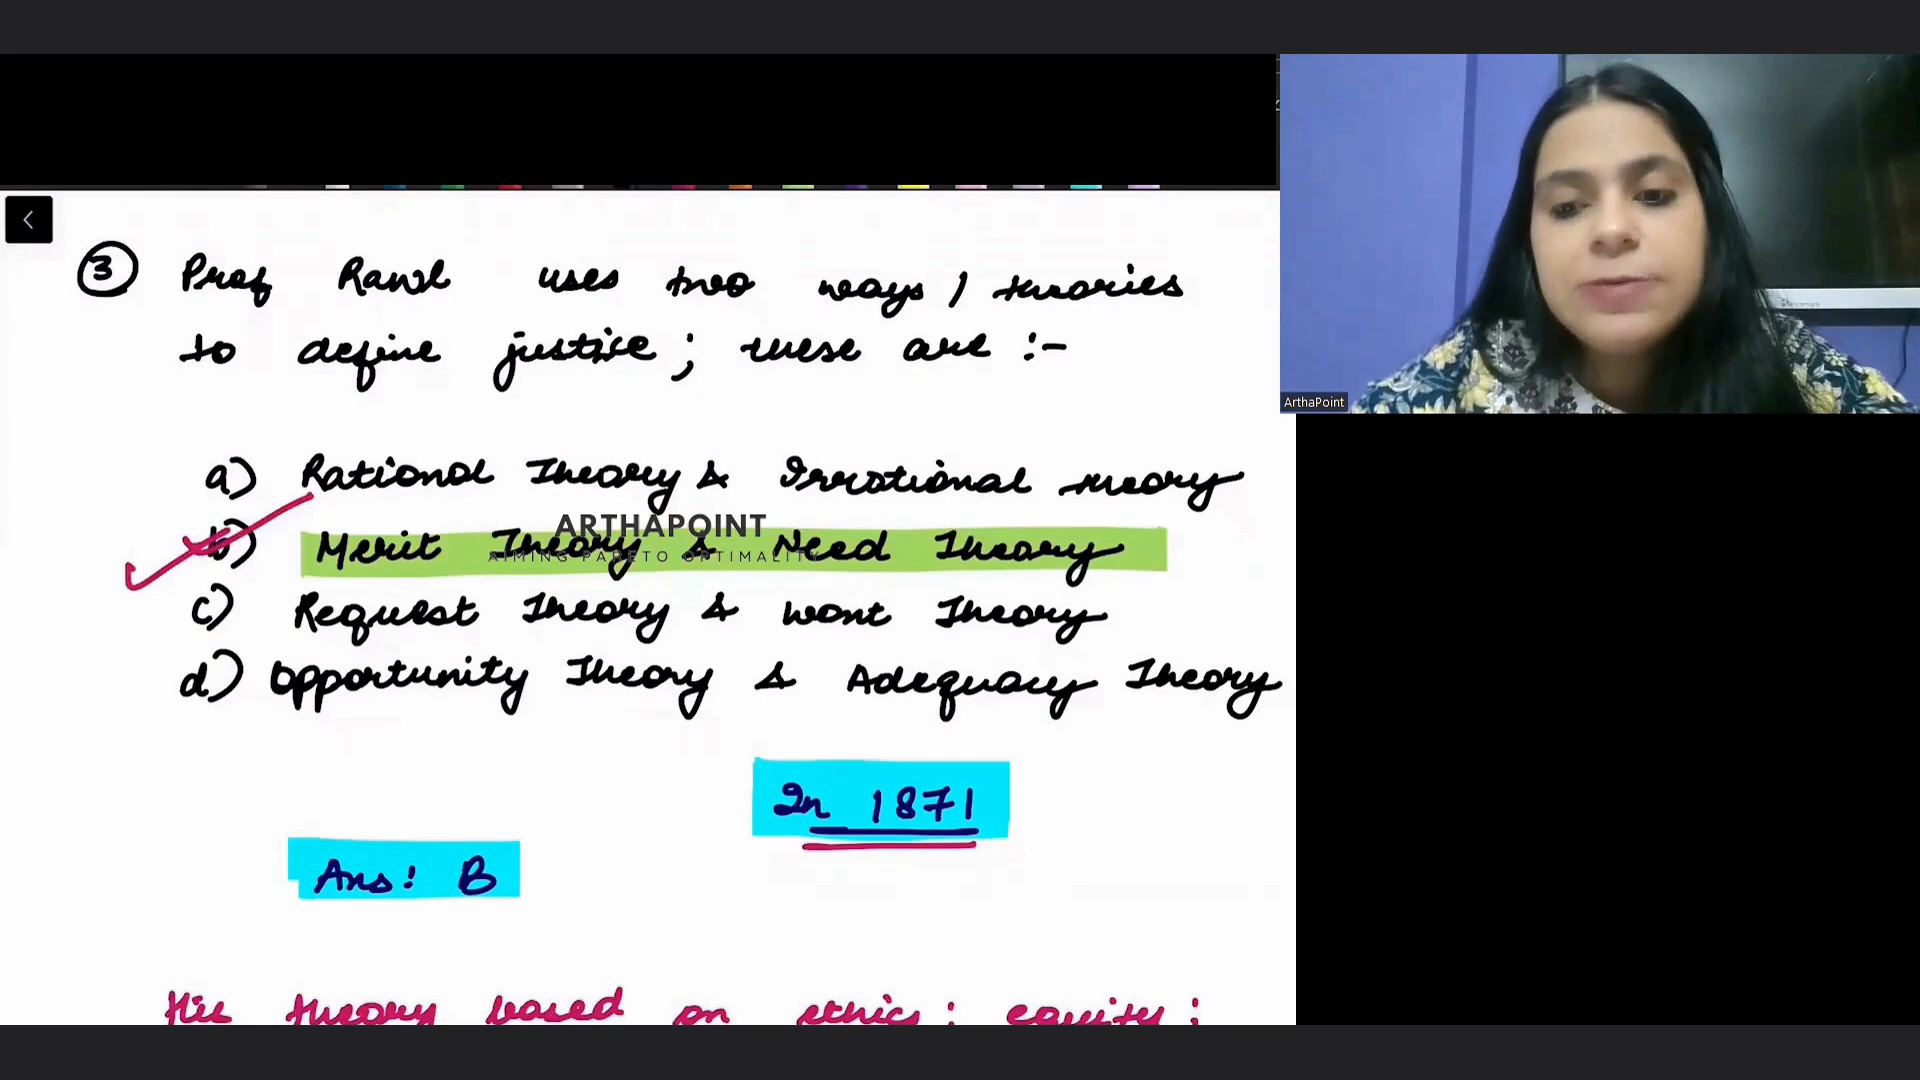 3 Prof Rawl uses two ways / theories
to define justice ; these are :-
a) Rational Theory & Irrational theory
b) Merit Theory & Need Theory
ARTHAPOINT
AIMING PARETO OPTIMALITY
c) Request Theory & Want Theory
d) Opportunity Theory & Adequacy Theory
In 1871
Ans: B
His theory based on ethics; equity;
ArthaPoint